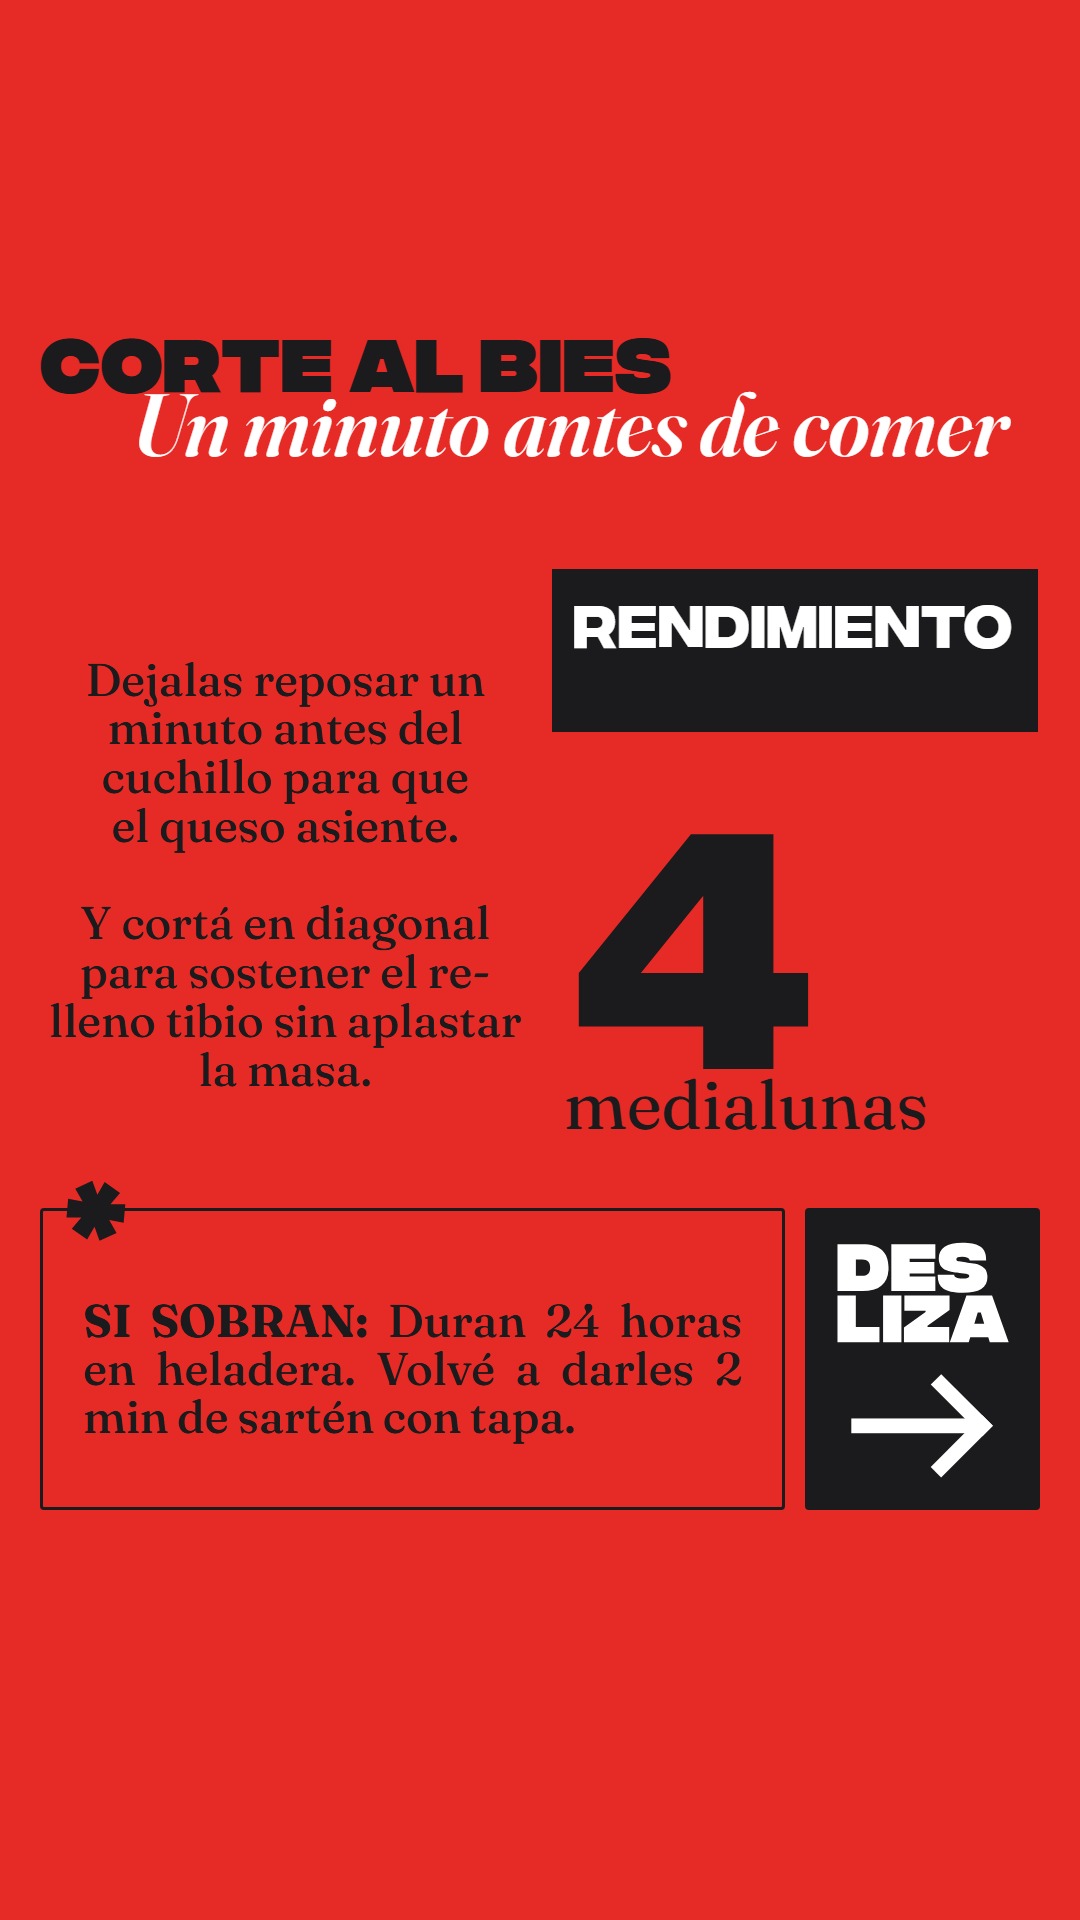 CORTE AL BIES
Un minuto antes de comer
Dejalas reposar un
minuto antes del
cuchillo para que
el queso asiente.
Y cortá en diagonal
para sostener el re-
lleno tibio sin aplastar
la masa.
RENDIMIENTO
4
medialunas
SI SOBRAN: Duran 24 horas
en heladera. Volvé a darles 2
min de sartén con tapa.
DES
LIZA